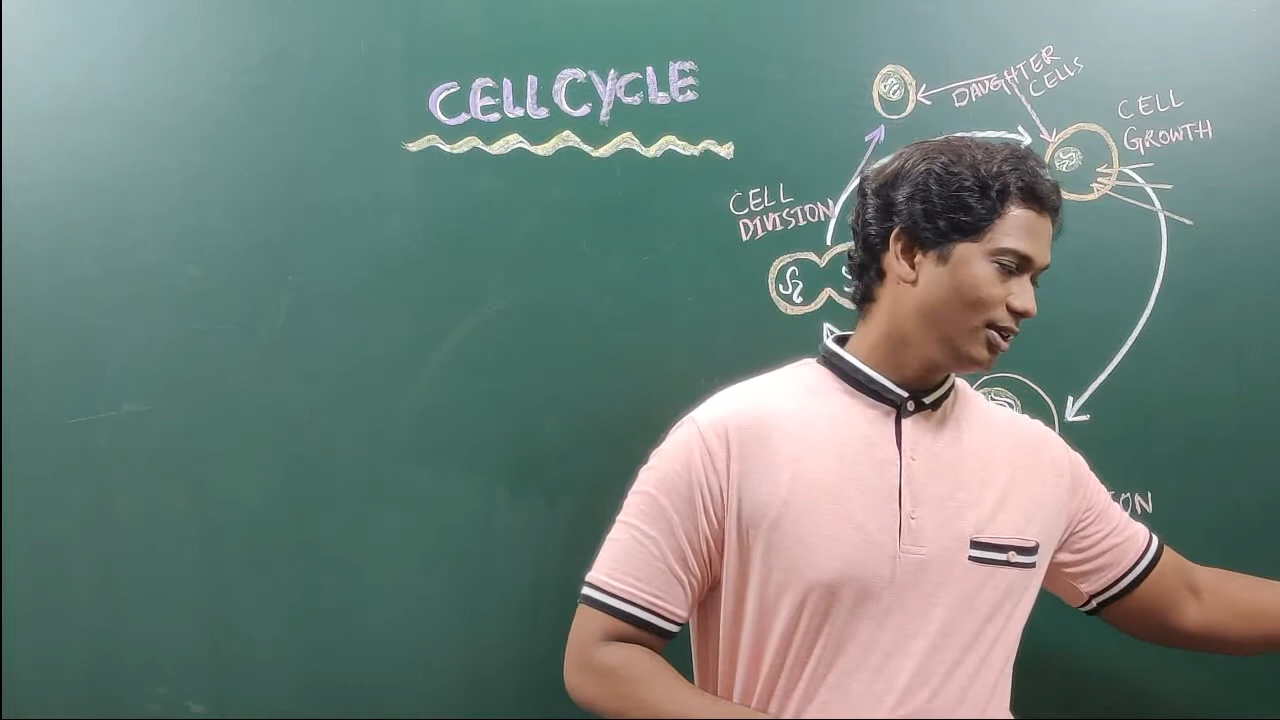 CELL CYCLE
DAUGHTER
CELLS
CELL
GROWTH
CELL
DIVISION